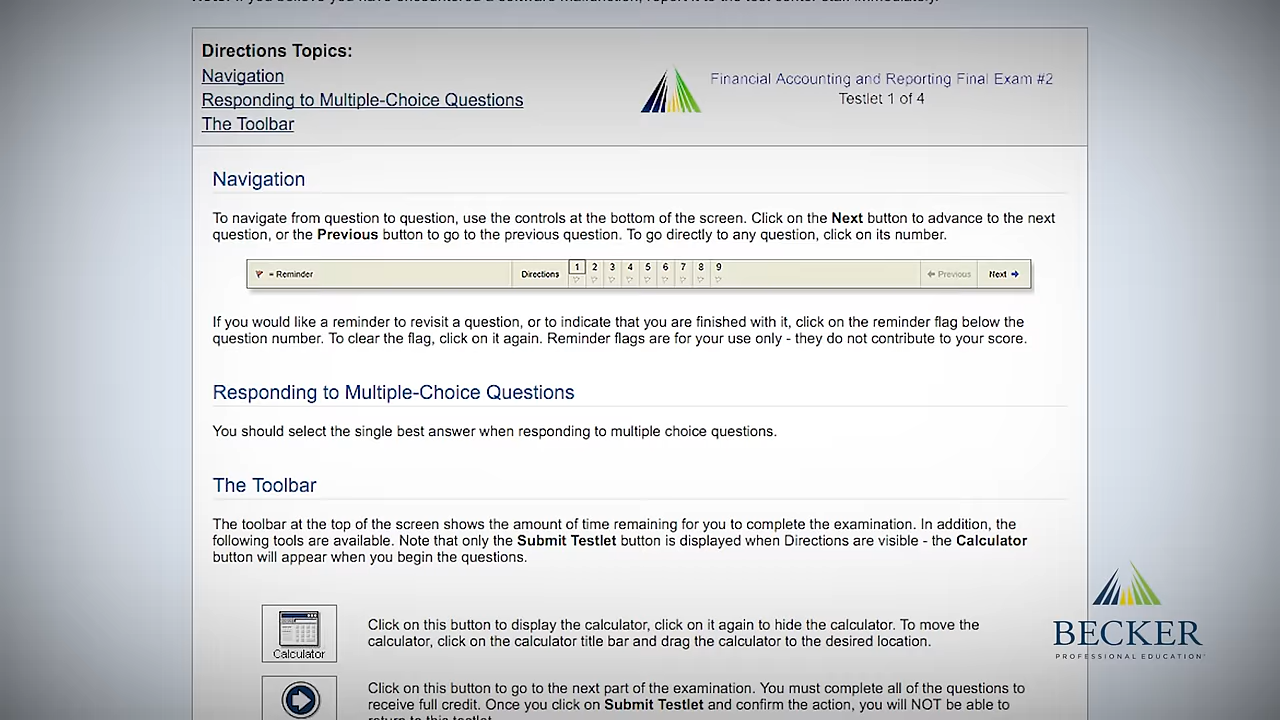 Directions Topics:
Navigation
Responding to Multiple-Choice Questions
The Toolbar
Financial Accounting and Reporting Final Exam #2
Testlet 1 of 4
Navigation
To navigate from question to question, use the controls at the bottom of the screen. Click on the Next button to advance to the next
question, or the Previous button to go to the previous question. To go directly to any question, click on its number.
= Reminder Directions 1 2 3 4 5 6 7 8 9 Previous Next
If you would like a reminder to revisit a question, or to indicate that you are finished with it, click on the reminder flag below the
question number. To clear the flag, click on it again. Reminder flags are for your use only - they do not contribute to your score.
Responding to Multiple-Choice Questions
You should select the single best answer when responding to multiple choice questions.
The Toolbar
The toolbar at the top of the screen shows the amount of time remaining for you to complete the examination. In addition, the
following tools are available. Note that only the Submit Testlet button is displayed when Directions are visible - the Calculator
button will appear when you begin the questions.
Calculator
Click on this button to display the calculator, click on it again to hide the calculator. To move the
calculator, click on the calculator title bar and drag the calculator to the desired location.
Click on this button to go to the next part of the examination. You must complete all of the questions to
receive full credit. Once you click on Submit Testlet and confirm the action, you will NOT be able to
BECKER
PROFESSIONAL EDUCATION